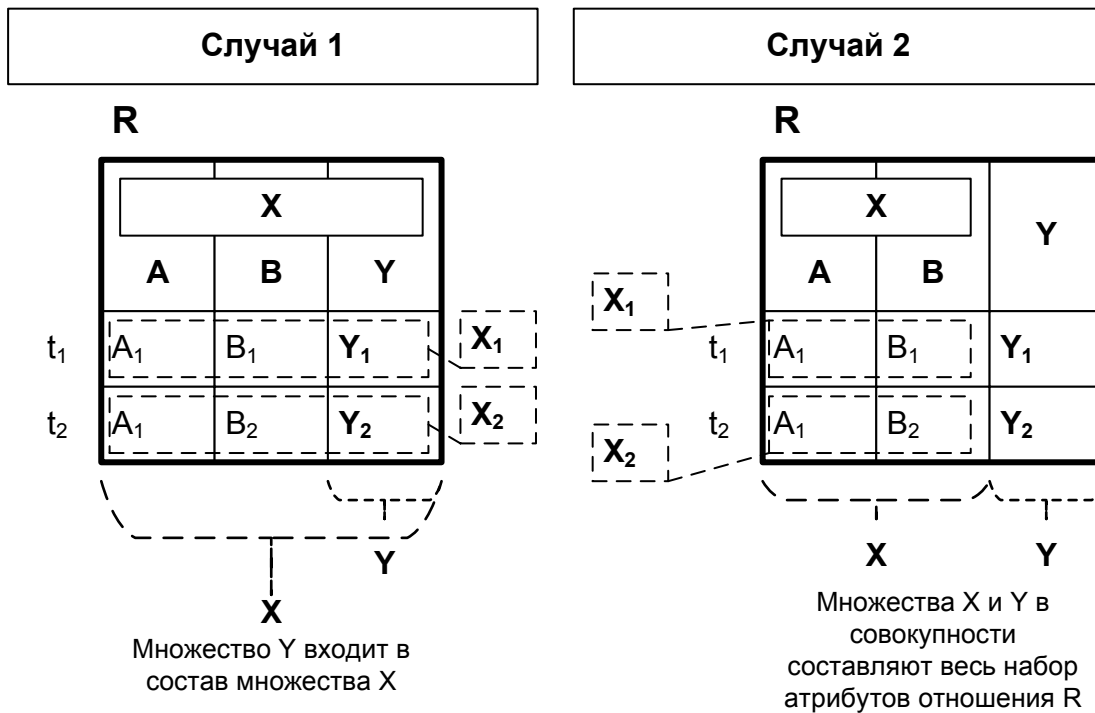 Случай 1
R
X
A B Y
t₁ A₁ B₁ Y₁ X₁
t₂ A₁ B₂ Y₂ X₂
Y
X
Множество Y входит в
состав множества X
Случай 2
R
X
Y
A B
X₁
t₁ A₁ B₁ Y₁
t₂ A₁ B₂ Y₂
X₂
X Y
Множества X и Y в
совокупности
составляют весь набор
атрибутов отношения R